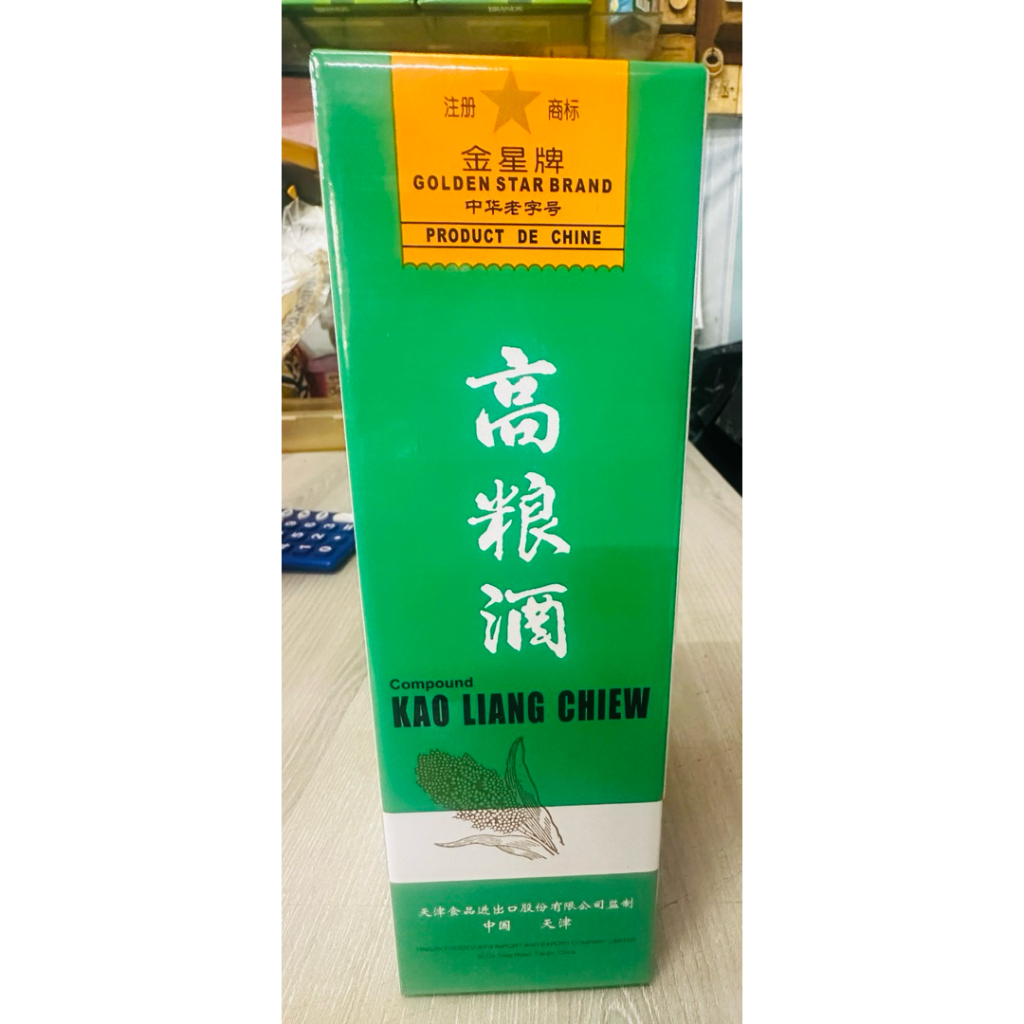 注册 商标
金星牌
GOLDEN STAR BRAND
中华老字号
PRODUCT DE CHINE
高
粮
酒
Compound
KAO LIANG CHIEW
天津食品进出口股份有限公司监制
中国 天津